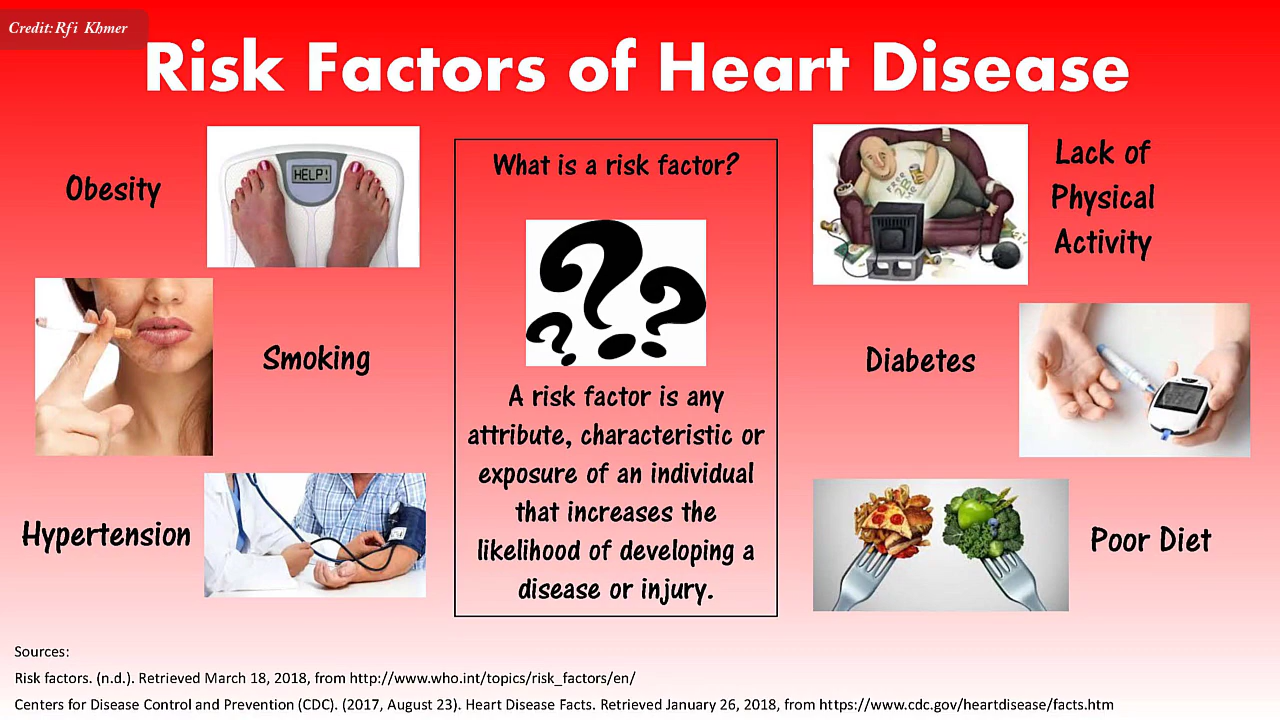 Credit:Rfi Khmer
Risk Factors of Heart Disease
Obesity
HELP!
Smoking
Hypertension
What is a risk factor?
A risk factor is any
attribute, characteristic or
exposure of an individual
that increases the
likelihood of developing a
disease or injury.
FREE
2B
ME
Lack of
Physical
Activity
Diabetes
Poor Diet
Sources:
Risk factors. (n.d.). Retrieved March 18, 2018, from http://www.who.int/topics/risk_factors/en/
Centers for Disease Control and Prevention (CDC). (2017, August 23). Heart Disease Facts. Retrieved January 26, 2018, from https://www.cdc.gov/heartdisease/facts.htm